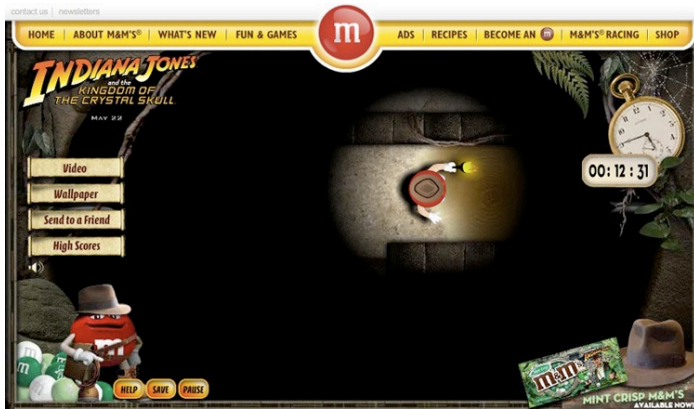 contact us | newsletters
HOME | ABOUT M&M'S® | WHAT'S NEW | FUN & GAMES
m
ADS | RECIPES | BECOME AN m | M&M'S® RACING | SHOP
INDIANA JONES
and the
KINGDOM OF
THE CRYSTAL SKULL
MAY 22
Video
Wallpaper
Send to a Friend
High Scores
00:12:31
HELP
SAVE
PAUSE
m&m's
MINT CRISP M&M'S
AVAILABLE NOW